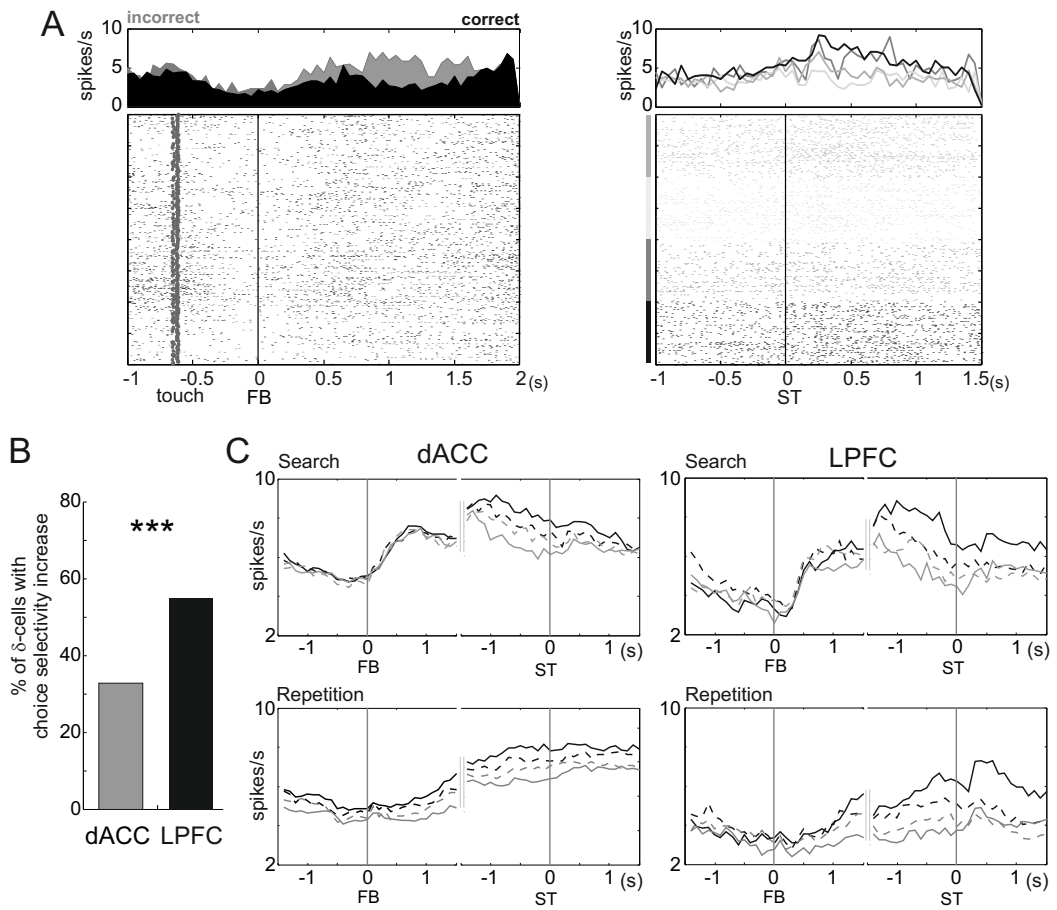 A
incorrect
correct
spikes/s
10
5
0
-1
-0.5
0
0.5
1
1.5
2
(s)
touch
FB
spikes/s
10
5
0
-1
-0.5
0
0.5
1
1.5
(s)
ST
B
% of δ-cells with
choice selectivity increase
80
60
40
20
0
***
dACC
LPFC
C
dACC
Search
spikes/s
10
2
-1
0
1
-1
0
1
(s)
FB
ST
LPFC
Search
10
2
-1
0
1
-1
0
1
(s)
FB
ST
Repetition
spikes/s
10
2
-1
0
1
-1
0
1
(s)
FB
ST
Repetition
10
2
-1
0
1
-1
0
1
(s)
FB
ST